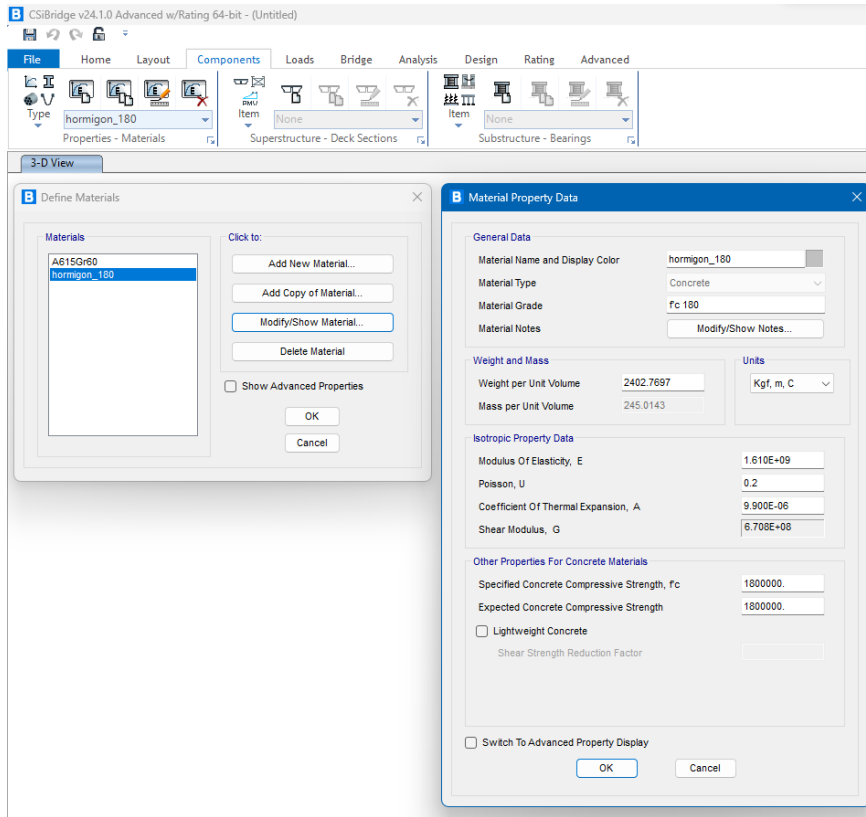 B CSiBridge v24.1.0 Advanced w/Rating 64-bit - (Untitled)
File Home Layout Components Loads Bridge Analysis Design Rating Advanced
Type
hormigon_180
Properties - Materials
PMU
Item
None
Superstructure - Deck Sections
Item
None
Substructure - Bearings
3-D View
B Define Materials
Materials
A615Gr60
hormigon_180
Click to:
Add New Material...
Add Copy of Material...
Modify/Show Material...
Delete Material
Show Advanced Properties
OK
Cancel
B Material Property Data
General Data
Material Name and Display Color hormigon_180
Material Type Concrete
Material Grade f'c 180
Material Notes Modify/Show Notes...
Weight and Mass
Weight per Unit Volume 2402.7697
Mass per Unit Volume 245.0143
Units
Kgf, m, C
Isotropic Property Data
Modulus Of Elasticity, E 1.610E+09
Poisson, U 0.2
Coefficient Of Thermal Expansion, A 9.900E-06
Shear Modulus, G 6.708E+08
Other Properties For Concrete Materials
Specified Concrete Compressive Strength, f'c 1800000.
Expected Concrete Compressive Strength 1800000.
Lightweight Concrete
Shear Strength Reduction Factor
Switch To Advanced Property Display
OK Cancel